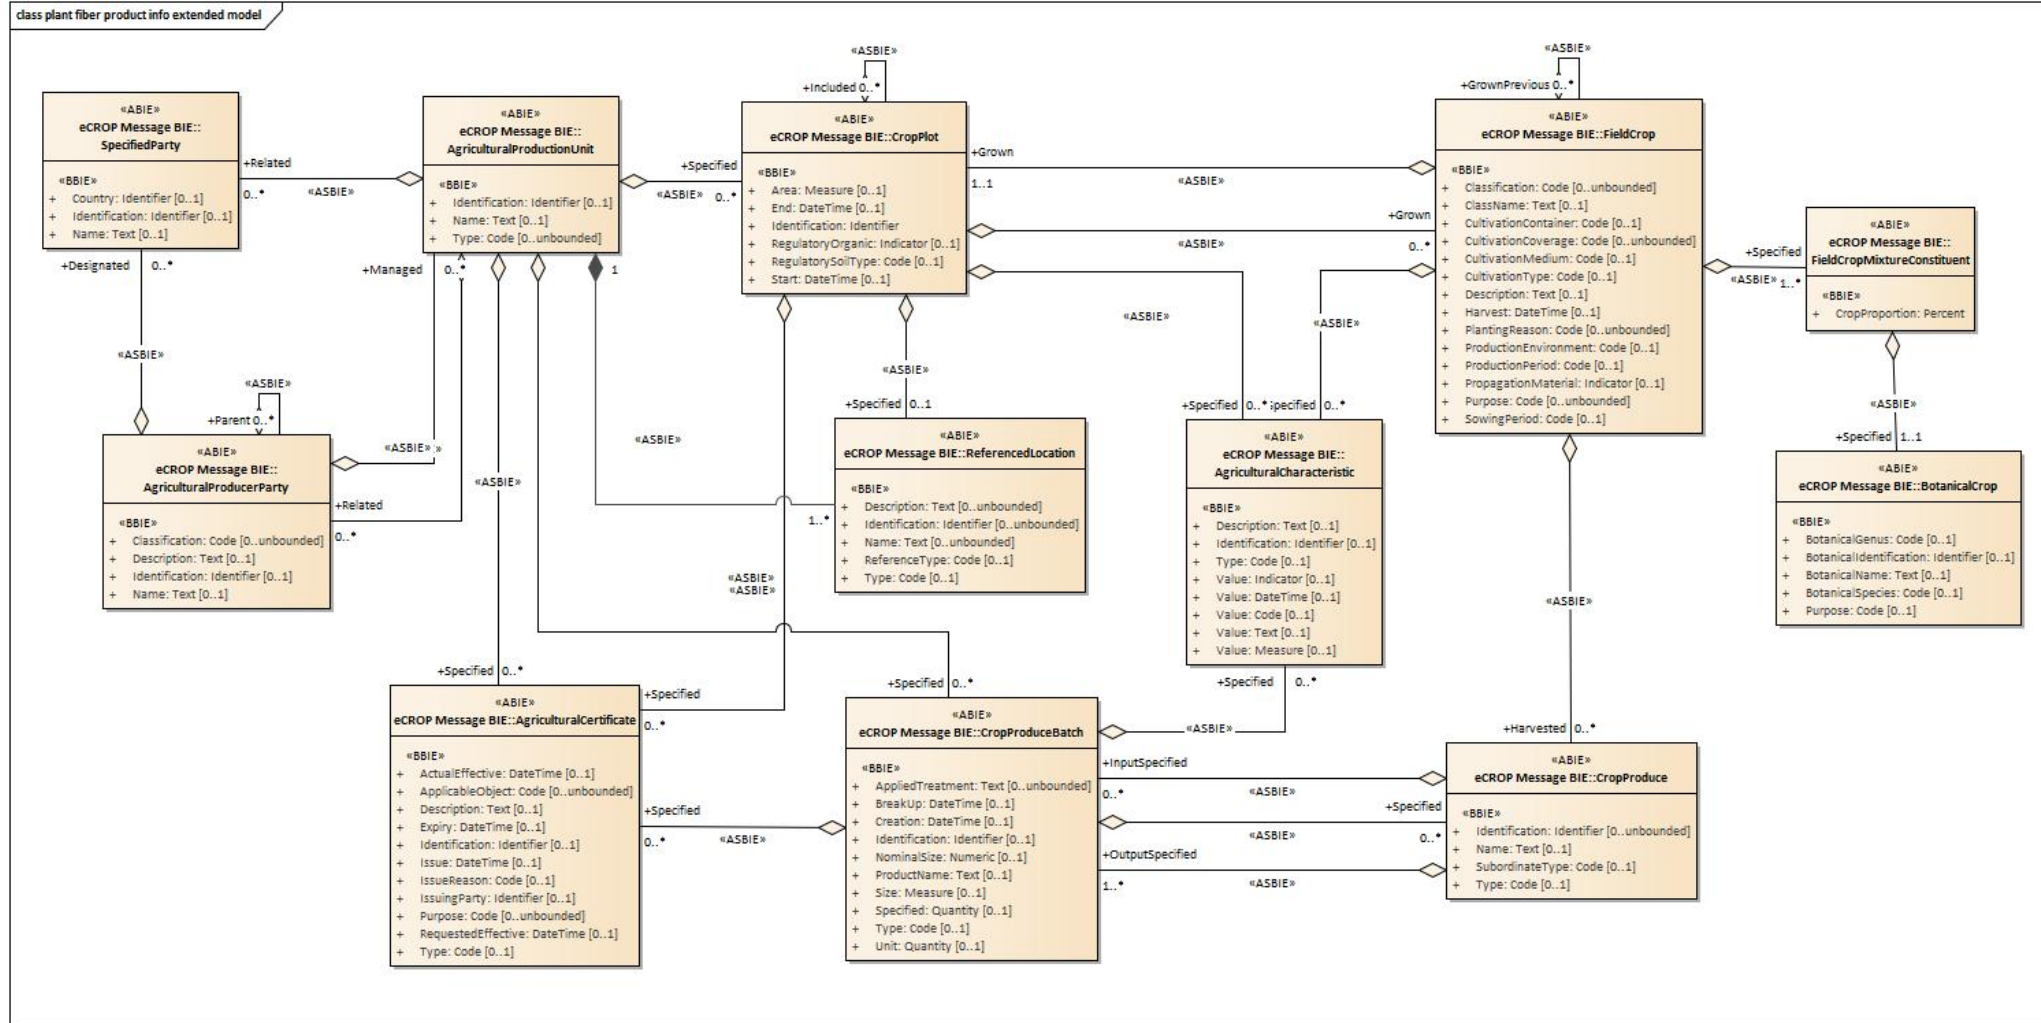 class plant fiber product info extended model
«ABIE»
eCROP Message BIE::
SpecifiedParty
«BBIE»
+ Country: Identifier [0..1]
+ Identification: Identifier [0..1]
+ Name: Text [0..1]
+Related
0..*
«ASBIE»
+Designated 0..*
«ASBIE»
«ABIE»
eCROP Message BIE::
AgriculturalProductionUnit
«BBIE»
+ Identification: Identifier [0..1]
+ Name: Text [0..1]
+ Type: Code [0..unbounded]
+Managed 0..*
1
+Specified
«ASBIE» 0..*
«ASBIE»
+Included 0..*
«ABIE»
eCROP Message BIE::CropPlot
«BBIE»
+ Area: Measure [0..1]
+ End: DateTime [0..1]
+ Identification: Identifier
+ RegulatoryOrganic: Indicator [0..1]
+ RegulatorySoilType: Code [0..1]
+ Start: DateTime [0..1]
+Grown
1..1
«ASBIE»
+Grown
0..*
«ASBIE»
«ASBIE»
«ASBIE»
«ASBIE»
+GrownPrevious 0..*
«ABIE»
eCROP Message BIE::FieldCrop
«BBIE»
+ Classification: Code [0..unbounded]
+ ClassName: Text [0..1]
+ CultivationContainer: Code [0..1]
+ CultivationCoverage: Code [0..unbounded]
+ CultivationMedium: Code [0..1]
+ CultivationType: Code [0..1]
+ Description: Text [0..1]
+ Harvest: DateTime [0..1]
+ PlantingReason: Code [0..unbounded]
+ ProductionEnvironment: Code [0..1]
+ ProductionPeriod: Code [0..1]
+ PropagationMaterial: Indicator [0..1]
+ Purpose: Code [0..unbounded]
+ SowingPeriod: Code [0..1]
+Specified
«ASBIE» 1..*
«ABIE»
eCROP Message BIE::
FieldCropMixtureConstituent
«BBIE»
+ CropProportion: Percent
«ASBIE»
+Specified 1..1
«ABIE»
eCROP Message BIE::BotanicalCrop
«BBIE»
+ BotanicalGenus: Code [0..1]
+ BotanicalIdentification: Identifier [0..1]
+ BotanicalName: Text [0..1]
+ BotanicalSpecies: Code [0..1]
+ Purpose: Code [0..1]
«ASBIE»
+Parent 0..*
«ABIE»
eCROP Message BIE::
AgriculturalProducerParty
«BBIE»
+ Classification: Code [0..unbounded]
+ Description: Text [0..1]
+ Identification: Identifier [0..1]
+ Name: Text [0..1]
«ASBIE» »
+Related
0..*
«ASBIE»
«ASBIE»
+Specified 0..1
«ASBIE»
«ABIE»
eCROP Message BIE::ReferencedLocation
«BBIE»
+ Description: Text [0..unbounded]
+ Identification: Identifier [0..unbounded]
+ Name: Text [0..unbounded]
+ ReferenceType: Code [0..1]
+ Type: Code [0..1]
1..*
+Specified 0..* :pecified 0..*
«ABIE»
eCROP Message BIE::
AgriculturalCharacteristic
«BBIE»
+ Description: Text [0..1]
+ Identification: Identifier [0..1]
+ Type: Code [0..1]
+ Value: Indicator [0..1]
+ Value: DateTime [0..1]
+ Value: Code [0..1]
+ Value: Text [0..1]
+ Value: Measure [0..1]
+Specified 0..*
«ASBIE»
«ASBIE»
«ASBIE»
«ASBIE»
+Specified 0..*
«ABIE»
eCROP Message BIE::AgriculturalCertificate
«BBIE»
+ ActualEffective: DateTime [0..1]
+ ApplicableObject: Code [0..unbounded]
+ Description: Text [0..1]
+ Expiry: DateTime [0..1]
+ Identification: Identifier [0..1]
+ Issue: DateTime [0..1]
+ IssueReason: Code [0..1]
+ IssuingParty: Identifier [0..1]
+ Purpose: Code [0..unbounded]
+ RequestedEffective: DateTime [0..1]
+ Type: Code [0..1]
+Specified
0..*
+Specified
0..* «ASBIE»
+Specified 0..*
«ABIE»
eCROP Message BIE::CropProduceBatch
«BBIE»
+ AppliedTreatment: Text [0..unbounded]
+ BreakUp: DateTime [0..1]
+ Creation: DateTime [0..1]
+ Identification: Identifier [0..1]
+ NominalSize: Numeric [0..1]
+ ProductName: Text [0..1]
+ Size: Measure [0..1]
+ Specified: Quantity [0..1]
+ Type: Code [0..1]
+ Unit: Quantity [0..1]
«ASBIE»
+InputSpecified
0..*
«ASBIE»
+Specified
«ASBIE» 0..*
+OutputSpecified
1..*
«ASBIE»
+Harvested 0..*
«ABIE»
eCROP Message BIE::CropProduce
«BBIE»
+ Identification: Identifier [0..unbounded]
+ Name: Text [0..1]
+ SubordinateType: Code [0..1]
+ Type: Code [0..1]